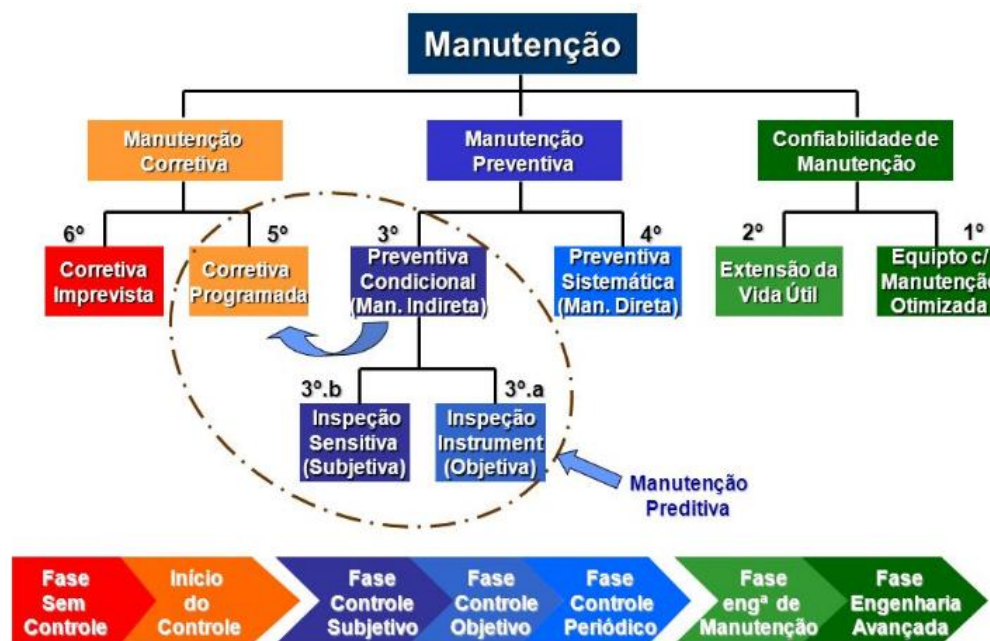 Manutenção
Manutenção
Corretiva
Manutenção
Preventiva
Confiabilidade de
Manutenção
6º
Corretiva
Imprevista
5º
Corretiva
Programada
3º
Preventiva
Condicional
(Man. Indireta)
4º
Preventiva
Sistemática
(Man. Direta)
2º
Extensão da
Vida Útil
1º
Equipto c/
Manutenção
Otimizada
3º.b
Inspeção
Sensitiva
(Subjetiva)
3º.a
Inspeção
Instrument
(Objetiva)
Manutenção
Preditiva
Fase
Sem
Controle
Início
do
Controle
Fase
Controle
Subjetivo
Fase
Controle
Objetivo
Fase
Controle
Periódico
Fase
engª de
Manutenção
Fase
Engenharia
Avançada